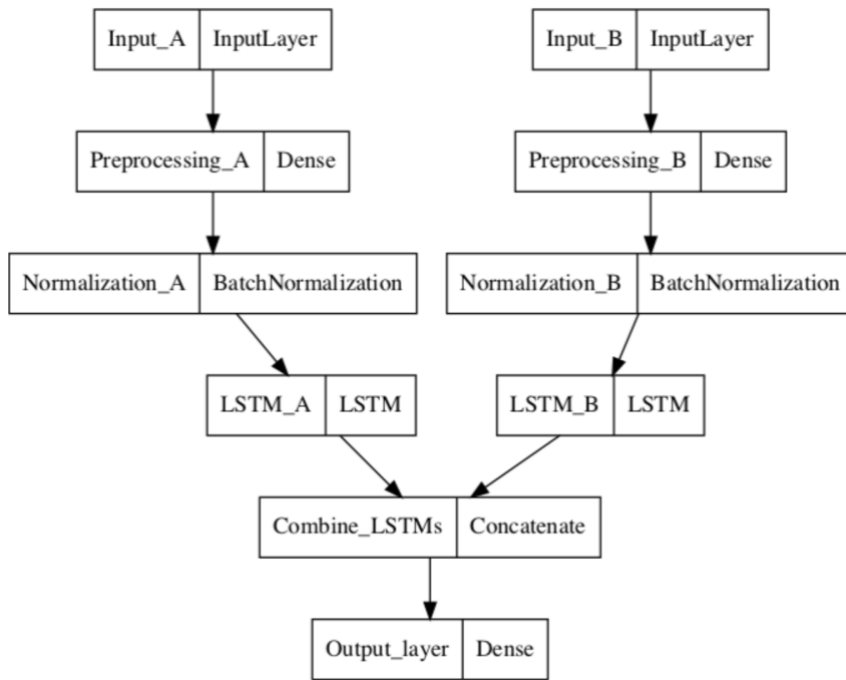 Input_A InputLayer Input_B InputLayer
Preprocessing_A Dense Preprocessing_B Dense
Normalization_A BatchNormalization Normalization_B BatchNormalization
LSTM_A LSTM LSTM_B LSTM
Combine_LSTMs Concatenate
Output_layer Dense